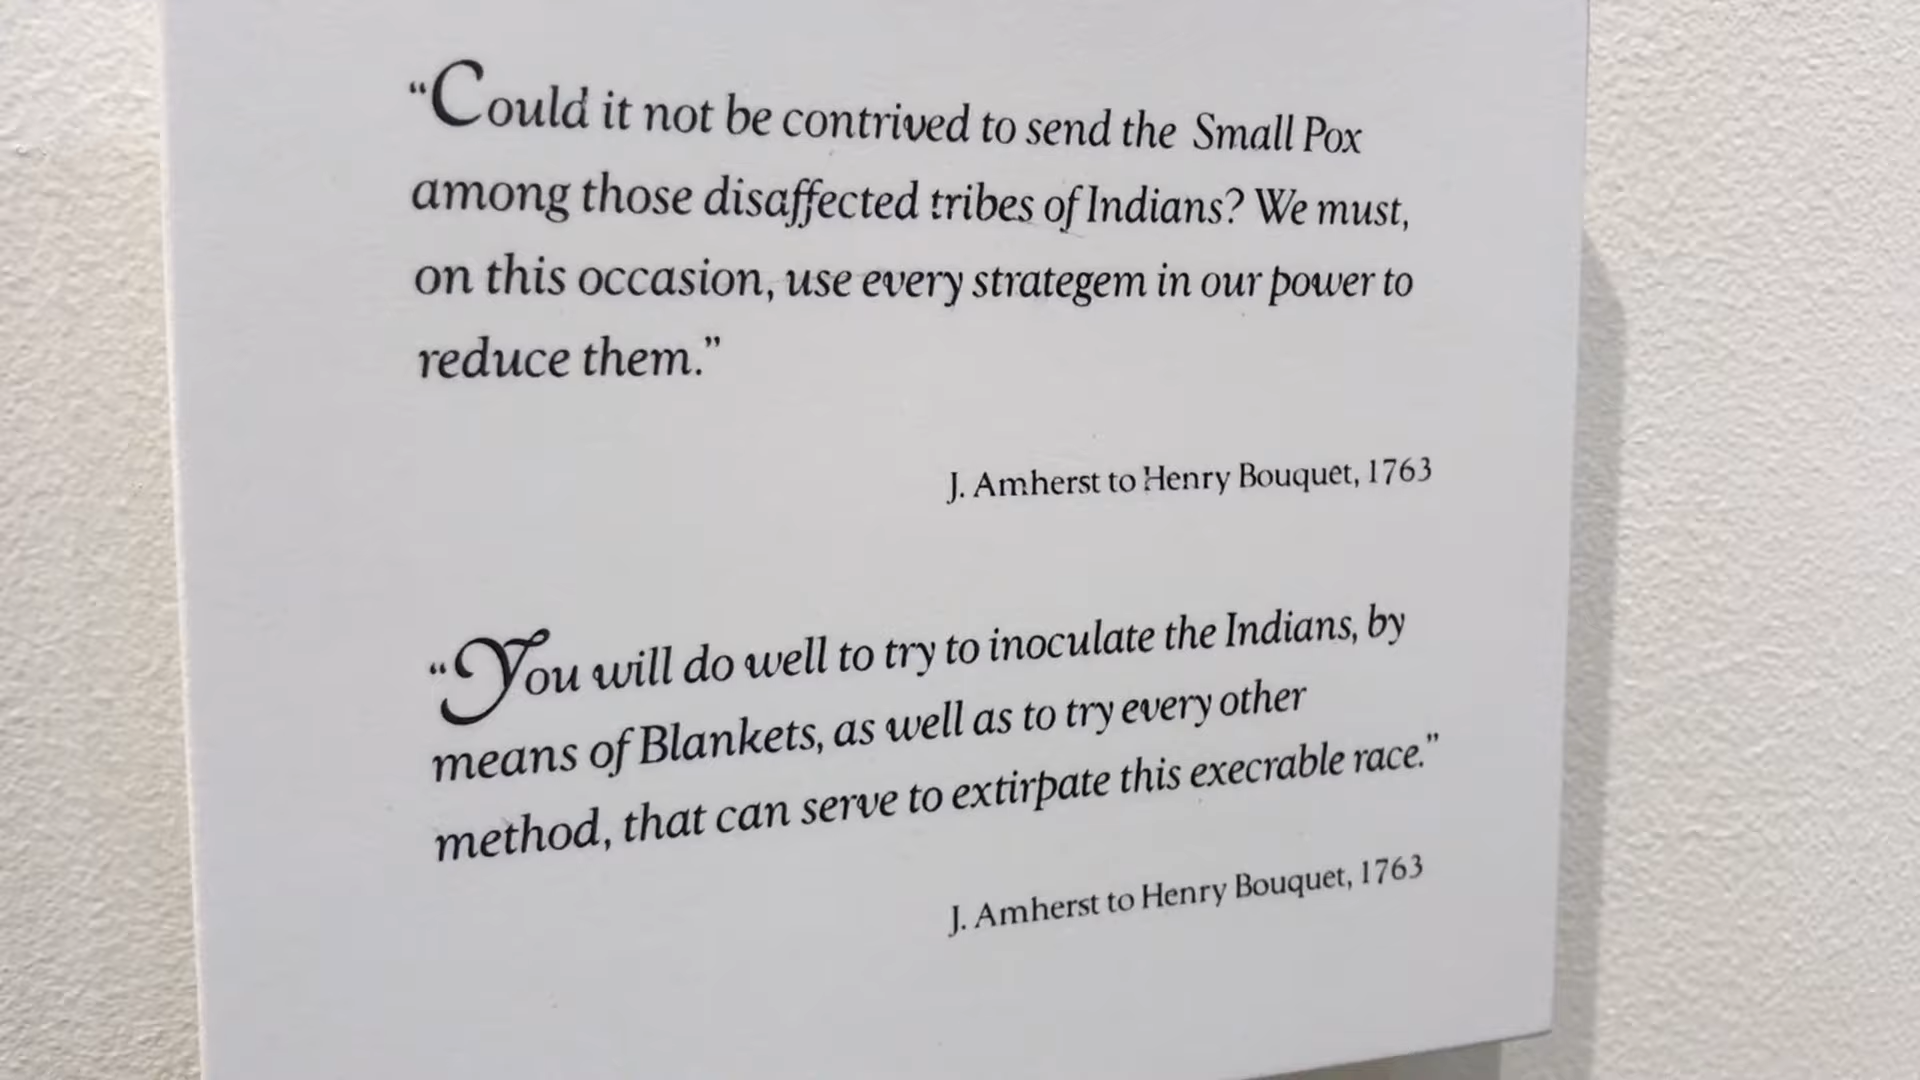 “Could it not be contrived to send the Small Pox
among those disaffected tribes of Indians? We must,
on this occasion, use every strategem in our power to
reduce them.”
J. Amherst to Henry Bouquet, 1763
“You will do well to try to inoculate the Indians, by
means of Blankets, as well as to try every other
method, that can serve to extirpate this execrable race.”
J. Amherst to Henry Bouquet, 1763